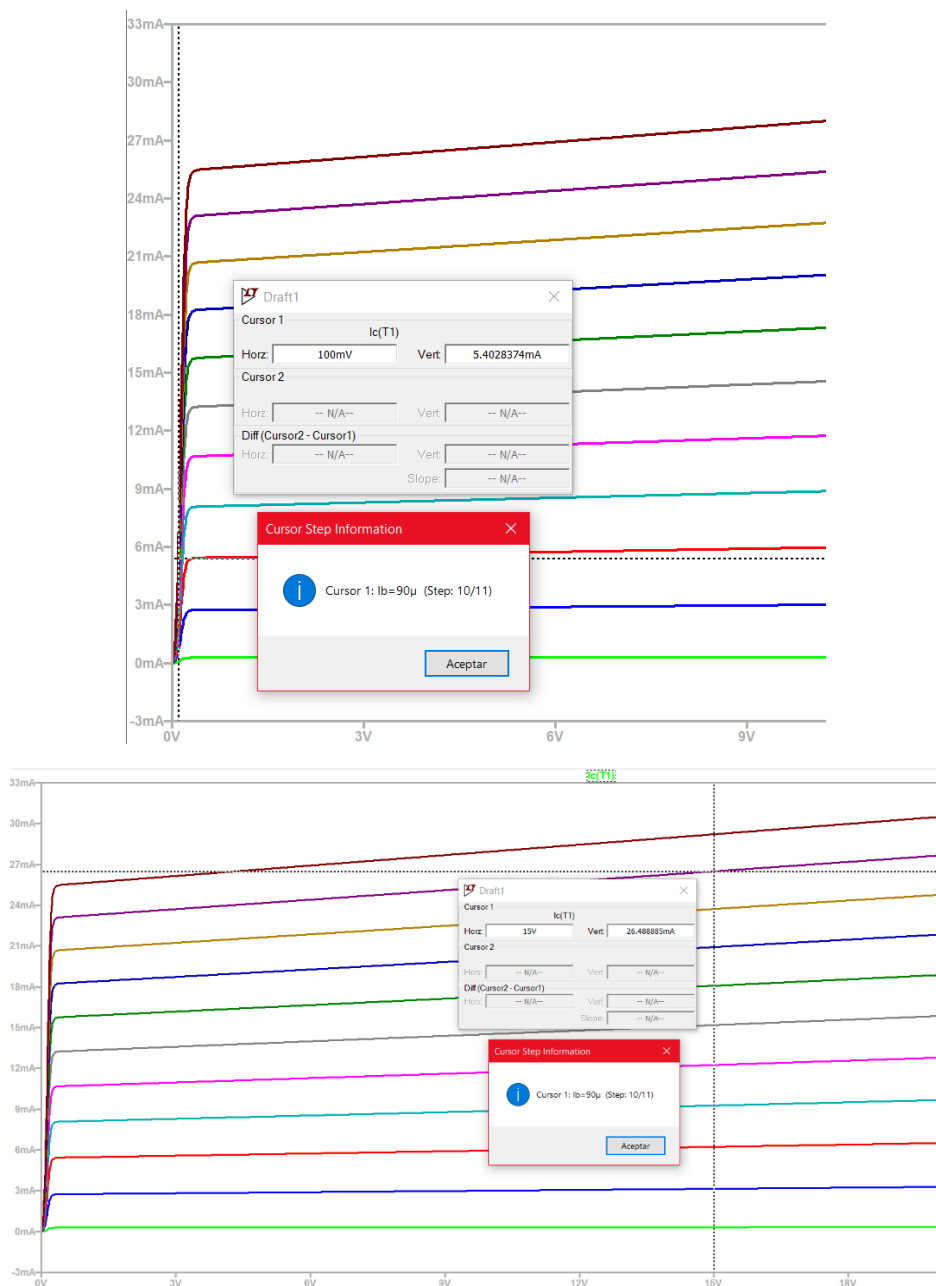 33mA
30mA
27mA
24mA
21mA
18mA
15mA
12mA
9mA
6mA
3mA
0mA
-3mA
0V 3V 6V 9V
Draft1
Cursor 1
Ic(T1)
Horz: 100mV Vert: 5.4028374mA
Cursor 2
Horz: -- N/A-- Vert: -- N/A--
Diff (Cursor2 - Cursor1)
Horz: -- N/A-- Vert: -- N/A--
Slope: -- N/A--
Cursor Step Information
Cursor 1: Ib=90µ (Step: 10/11)
Aceptar
Ic(T1)
33mA
30mA
27mA
24mA
21mA
18mA
15mA
12mA
9mA
6mA
3mA
0mA
-3mA
0V 3V 6V 9V 12V 15V 18V
Draft1
Cursor 1
Ic(T1)
Horz: 15V Vert: 26.488885mA
Cursor 2
Horz: -- N/A-- Vert: -- N/A--
Diff (Cursor2 - Cursor1)
Horz: -- N/A-- Vert: -- N/A--
Slope: -- N/A--
Cursor Step Information
Cursor 1: Ib=90µ (Step: 10/11)
Aceptar